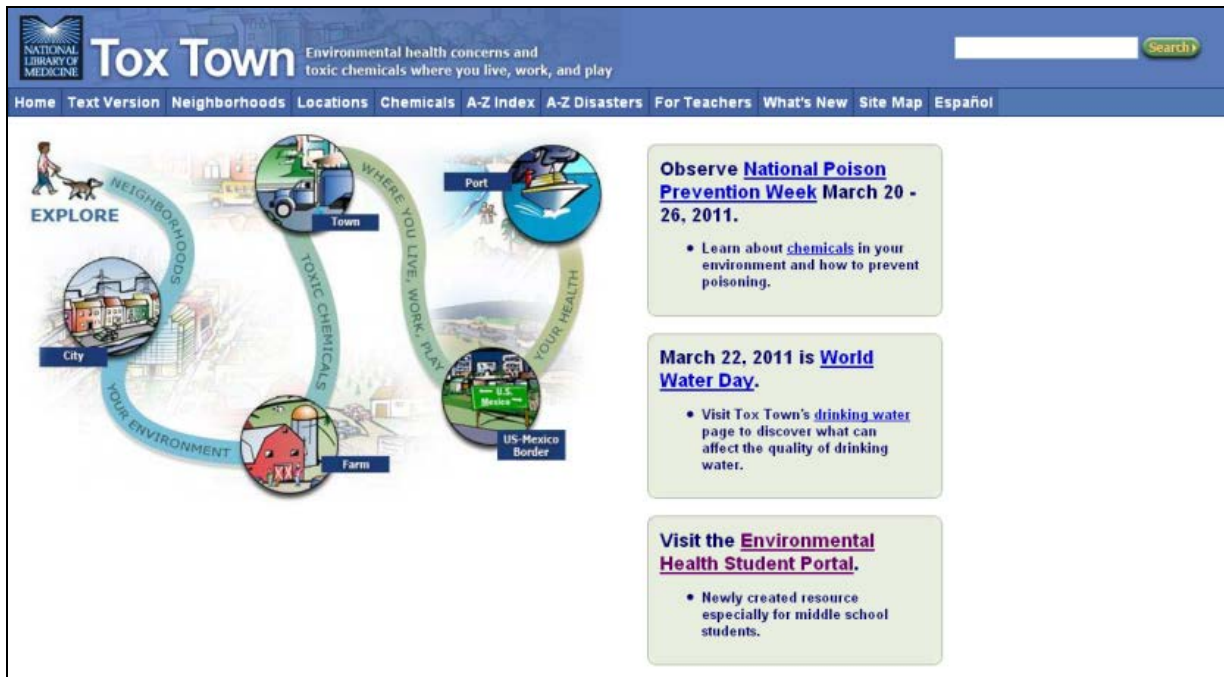 NATIONAL
LIBRARY OF
MEDICINE
Tox Town
Environmental health concerns and
toxic chemicals where you live, work, and play
Search
Home Text Version Neighborhoods Locations Chemicals A-Z Index A-Z Disasters For Teachers What's New Site Map Español
EXPLORE
NEIGHBORHOODS
City
YOUR ENVIRONMENT
Farm
TOXIC CHEMICALS
Town
WHERE YOU LIVE, WORK, PLAY
U.S.
Mexico
US-Mexico
Border
YOUR HEALTH
Port
Observe National Poison
Prevention Week March 20 -
26, 2011.
• Learn about chemicals in your
environment and how to prevent
poisoning.
March 22, 2011 is World
Water Day.
• Visit Tox Town's drinking water
page to discover what can
affect the quality of drinking
water.
Visit the Environmental
Health Student Portal.
• Newly created resource
especially for middle school
students.